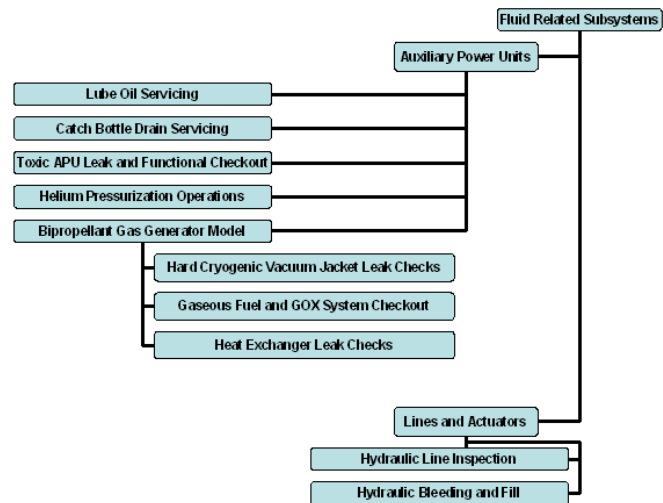 Fluid Related Subsystems
Auxiliary Power Units
Lube Oil Servicing
Catch Bottle Drain Servicing
Toxic APU Leak and Functional Checkout
Helium Pressurization Operations
Bipropellant Gas Generator Model
Hard Cryogenic Vacuum Jacket Leak Checks
Gaseous Fuel and GOX System Checkout
Heat Exchanger Leak Checks
Lines and Actuators
Hydraulic Line Inspection
Hydraulic Bleeding and Fill